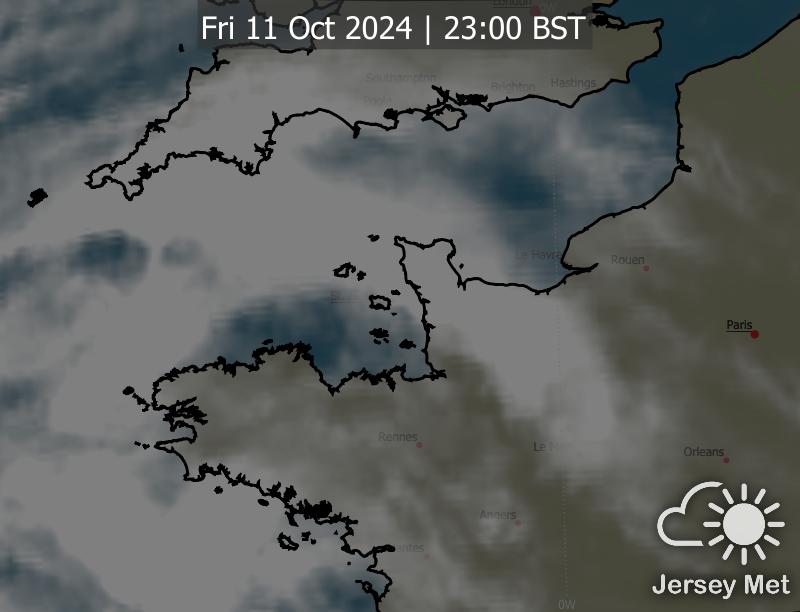 London
Fri 11 Oct 2024 | 23:00 BST
Southampton
Brighton
Hastings
Poole
Le Havre
Rouen
Paris
Rennes
Le M
Orleans
Angers
Nantes
0W
Jersey Met